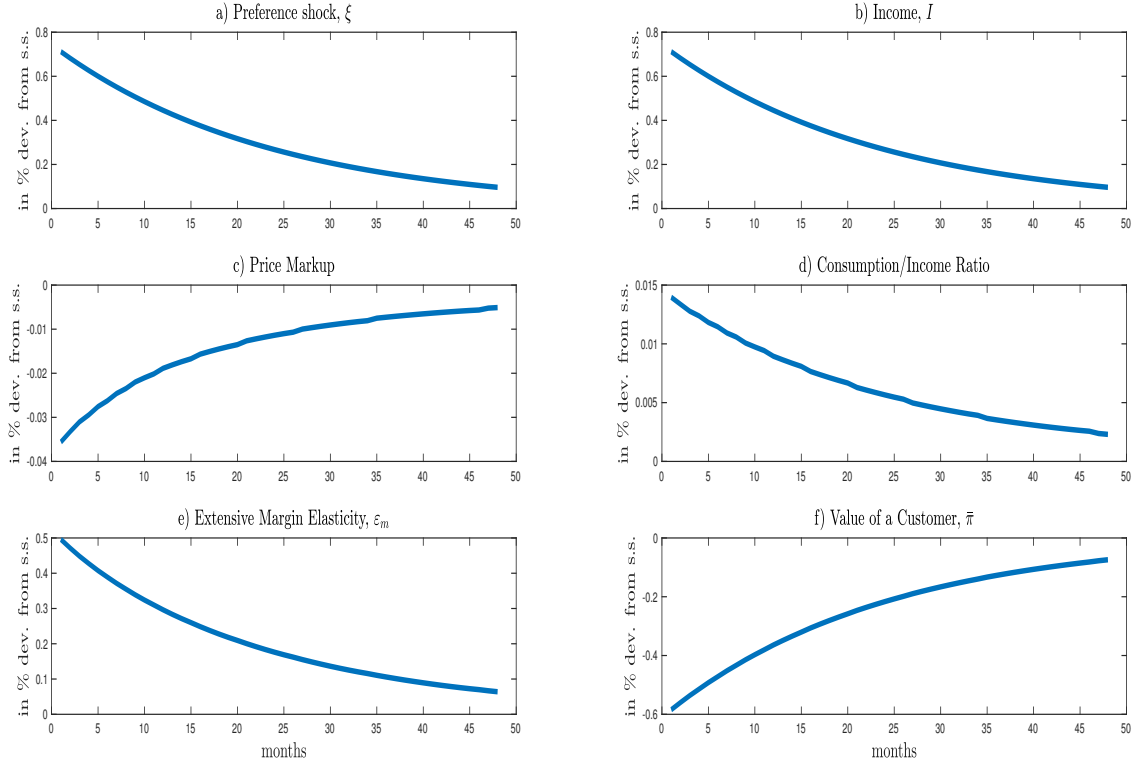 a) Preference shock, ξ
in % dev. from s.s.
0.8
0.6
0.4
0.2
0
0 5 10 15 20 25 30 35 40 45 50
b) Income, I
in % dev. from s.s.
0.8
0.6
0.4
0.2
0
0 5 10 15 20 25 30 35 40 45 50
c) Price Markup
in % dev. from s.s.
0
-0.01
-0.02
-0.03
-0.04
0 5 10 15 20 25 30 35 40 45 50
d) Consumption/Income Ratio
in % dev. from s.s.
0.015
0.01
0.005
0
0 5 10 15 20 25 30 35 40 45 50
e) Extensive Margin Elasticity, εₘ
in % dev. from s.s.
0.5
0.4
0.3
0.2
0.1
0
0 5 10 15 20 25 30 35 40 45 50
months
f) Value of a Customer, π̄
in % dev. from s.s.
0
-0.2
-0.4
-0.6
0 5 10 15 20 25 30 35 40 45 50
months